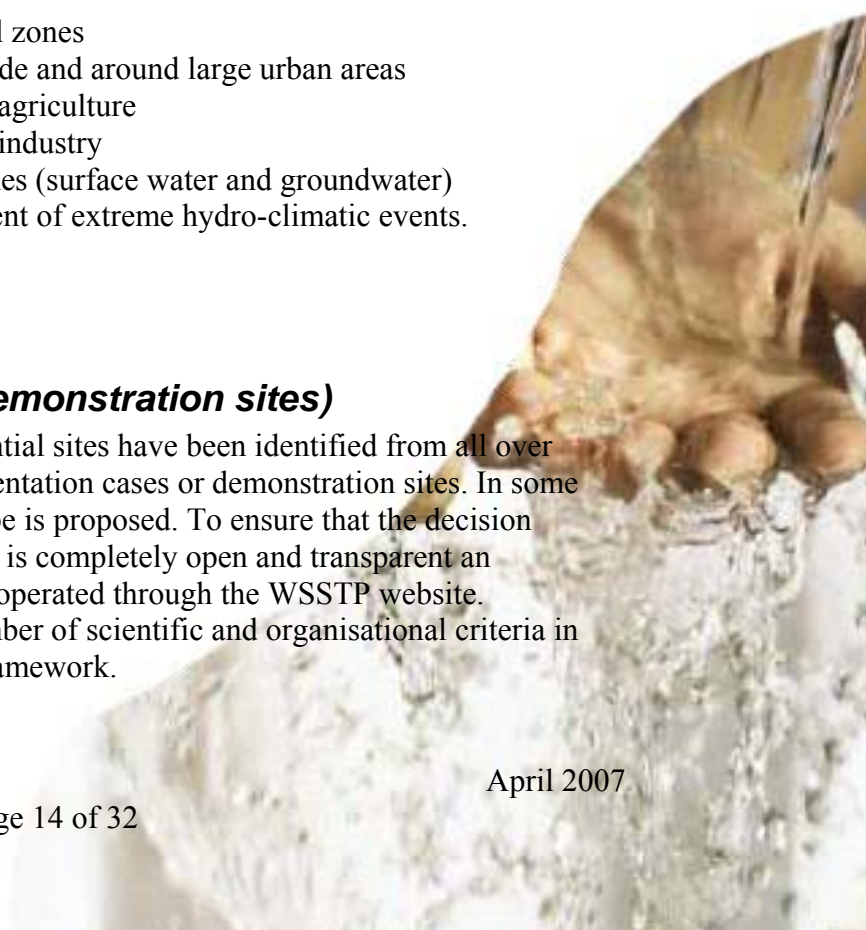 l zones
de and around large urban areas
agriculture
industry
es (surface water and groundwater)
ent of extreme hydro-climatic events.
emonstration sites)
ntial sites have been identified from all over
entation cases or demonstration sites. In some
pe is proposed. To ensure that the decision
is completely open and transparent an
operated through the WSSTP website.
nber of scientific and organisational criteria in
amework.
April 2007
ge 14 of 32